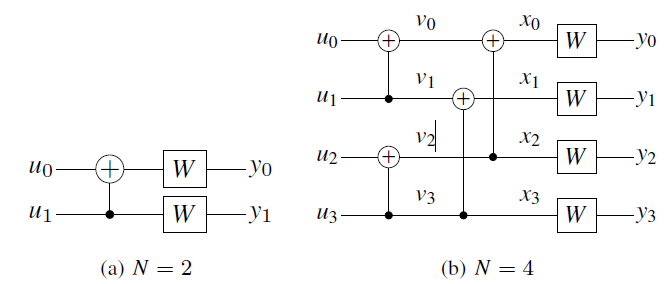 v0 x0
u0 + + W y0
v1 x1
u1 + W y1
v2 x2
u2 + W y2
v3 x3
u3 W y3
u0 + W y0
u1 W y1
(a) N = 2
(b) N = 4